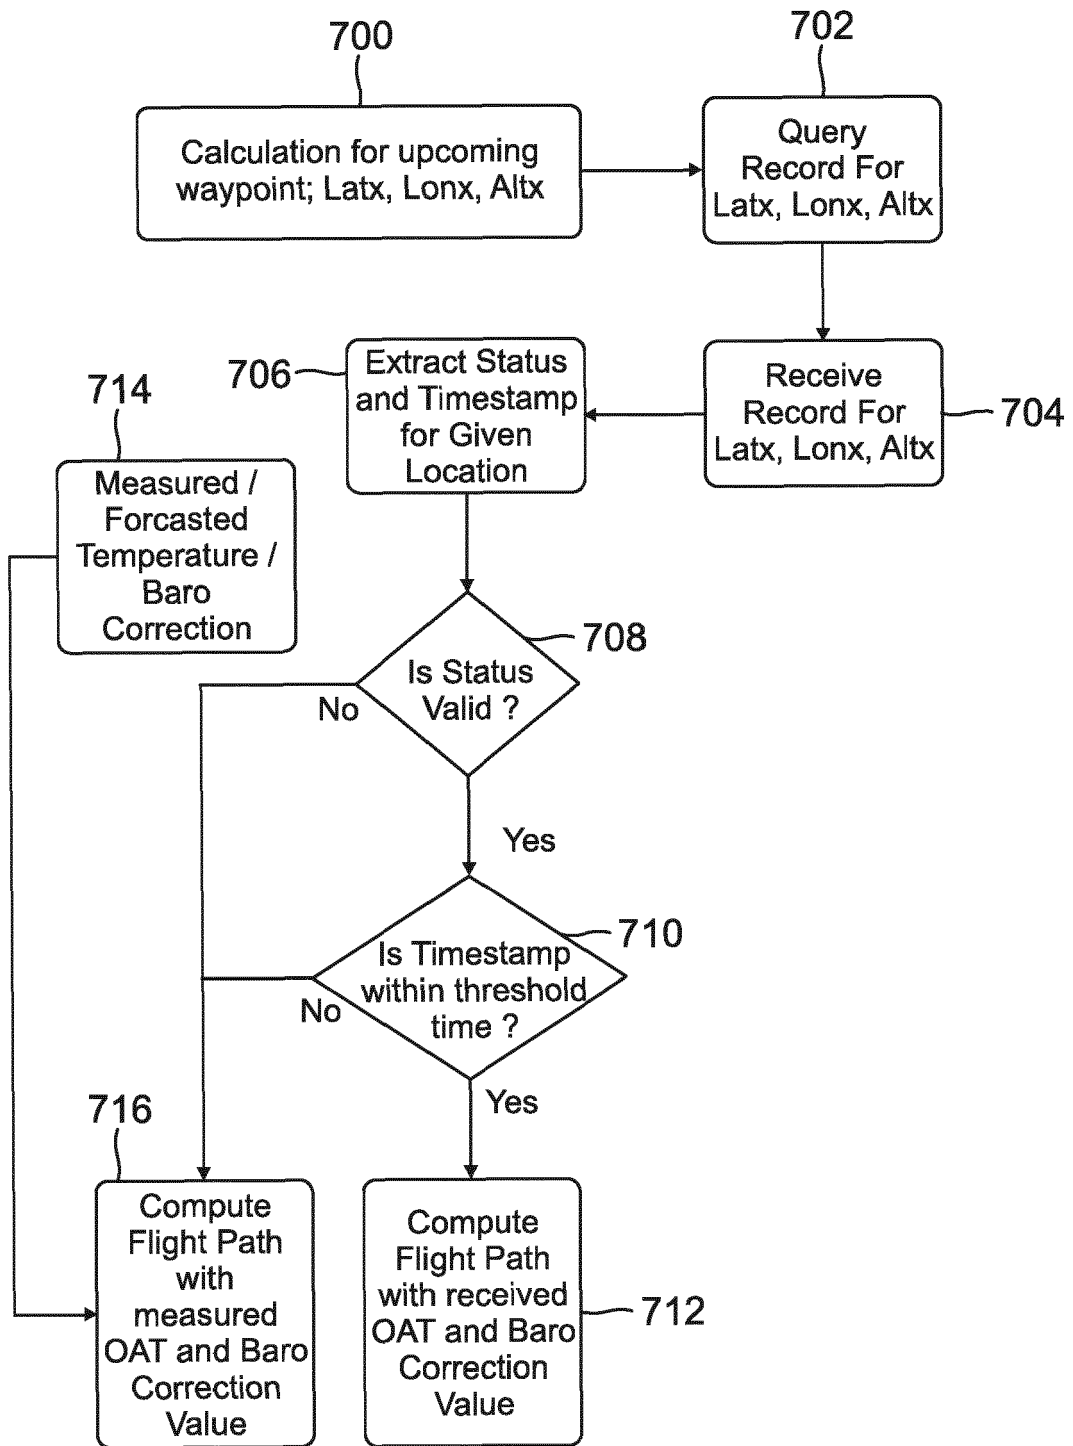 700
702
Calculation for upcoming
waypoint; Latx, Lonx, Altx
Query
Record For
Latx, Lonx, Altx
706
Extract Status
and Timestamp
for Given
Location
Receive
Record For
Latx, Lonx, Altx
704
714
Measured /
Forcasted
Temperature /
Baro
Correction
708
Is Status
Valid ?
No
Yes
710
Is Timestamp
within threshold
time ?
No
Yes
716
Compute
Flight Path
with
measured
OAT and Baro
Correction
Value
Compute
Flight Path
with received
OAT and Baro
Correction
Value
712